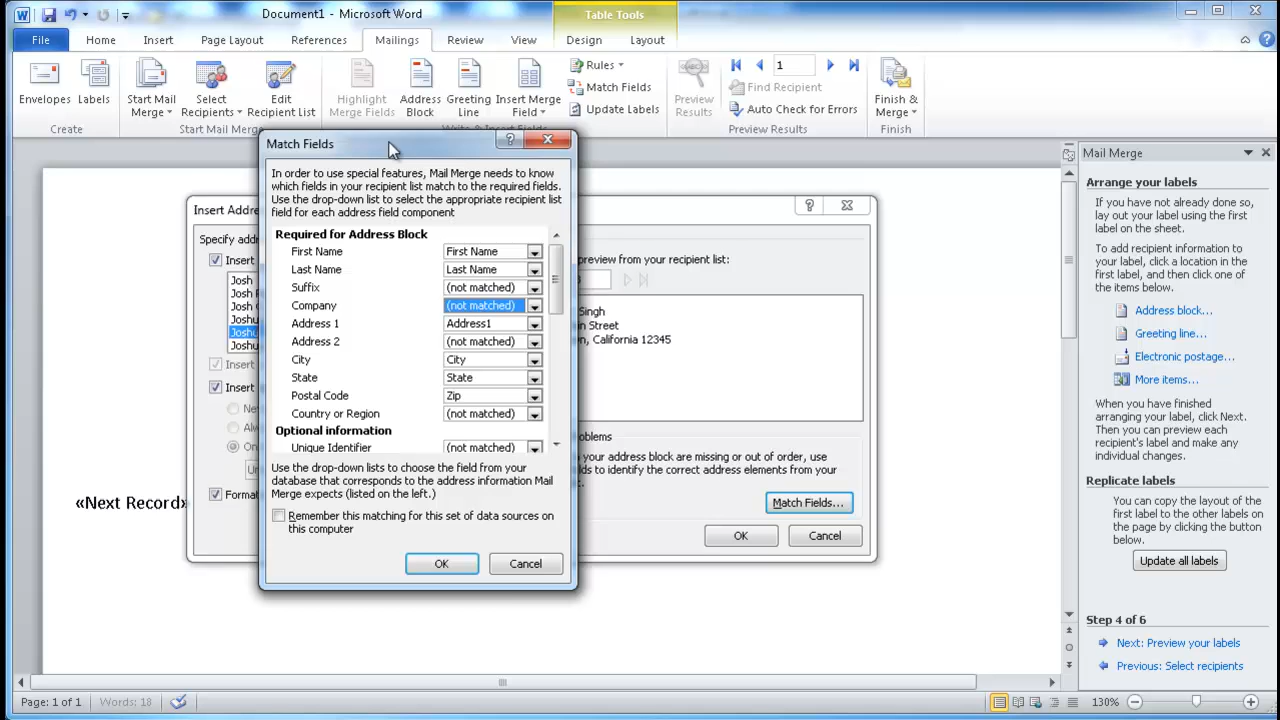 Document1 - Microsoft Word
Table Tools
File Home Insert Page Layout References Mailings Review View Design Layout
Envelopes
Labels
Create
Start Mail Merge
Select Recipients
Edit Recipient List
Start Mail Merge
Highlight Merge Fields
Address Block
Greeting Line
Insert Merge Field
Rules
Match Fields
Update Labels
Write & Insert Fields
Preview Results
1
Find Recipient
Auto Check for Errors
Preview Results
Finish & Merge
Finish
Match Fields
In order to use special features, Mail Merge needs to know
which fields in your recipient list match to the required fields.
Use the drop-down list to select the appropriate recipient list
field for each address field component
Required for Address Block
First Name First Name
Last Name Last Name
Suffix (not matched)
Company (not matched)
Address 1 Address1
Address 2 (not matched)
City City
State State
Postal Code Zip
Country or Region (not matched)
Optional information
Unique Identifier (not matched)
Use the drop-down lists to choose the field from your
database that corresponds to the address information Mail
Merge expects (listed on the left.)
Remember this matching for this set of data sources on
this computer
OK Cancel
Insert Addre
Specify addr
Insert
Josh
Josh
Josh
Joshu
Joshu
Joshu
Insert
Insert
Ne
Alw
On
Un
Forma
preview from your recipient list:
Singh
n Street
n, California 12345
oblems
your address block are missing or out of order, use
lds to identify the correct address elements from your
Match Fields...
OK Cancel
«Next Record»
Mail Merge
Arrange your labels
If you have not already done so,
lay out your label using the first
label on the sheet.
To add recipient information to
your label, click a location in the
first label, and then click one of
the items below.
Address block...
Greeting line...
Electronic postage...
More items...
When you have finished
arranging your label, click Next.
Then you can preview each
recipient's label and make any
individual changes.
Replicate labels
You can copy the layout of the
first label to the other labels on
the page by clicking the button
below.
Update all labels
Step 4 of 6
Next: Preview your labels
Previous: Select recipients
Page: 1 of 1 Words: 18 130%